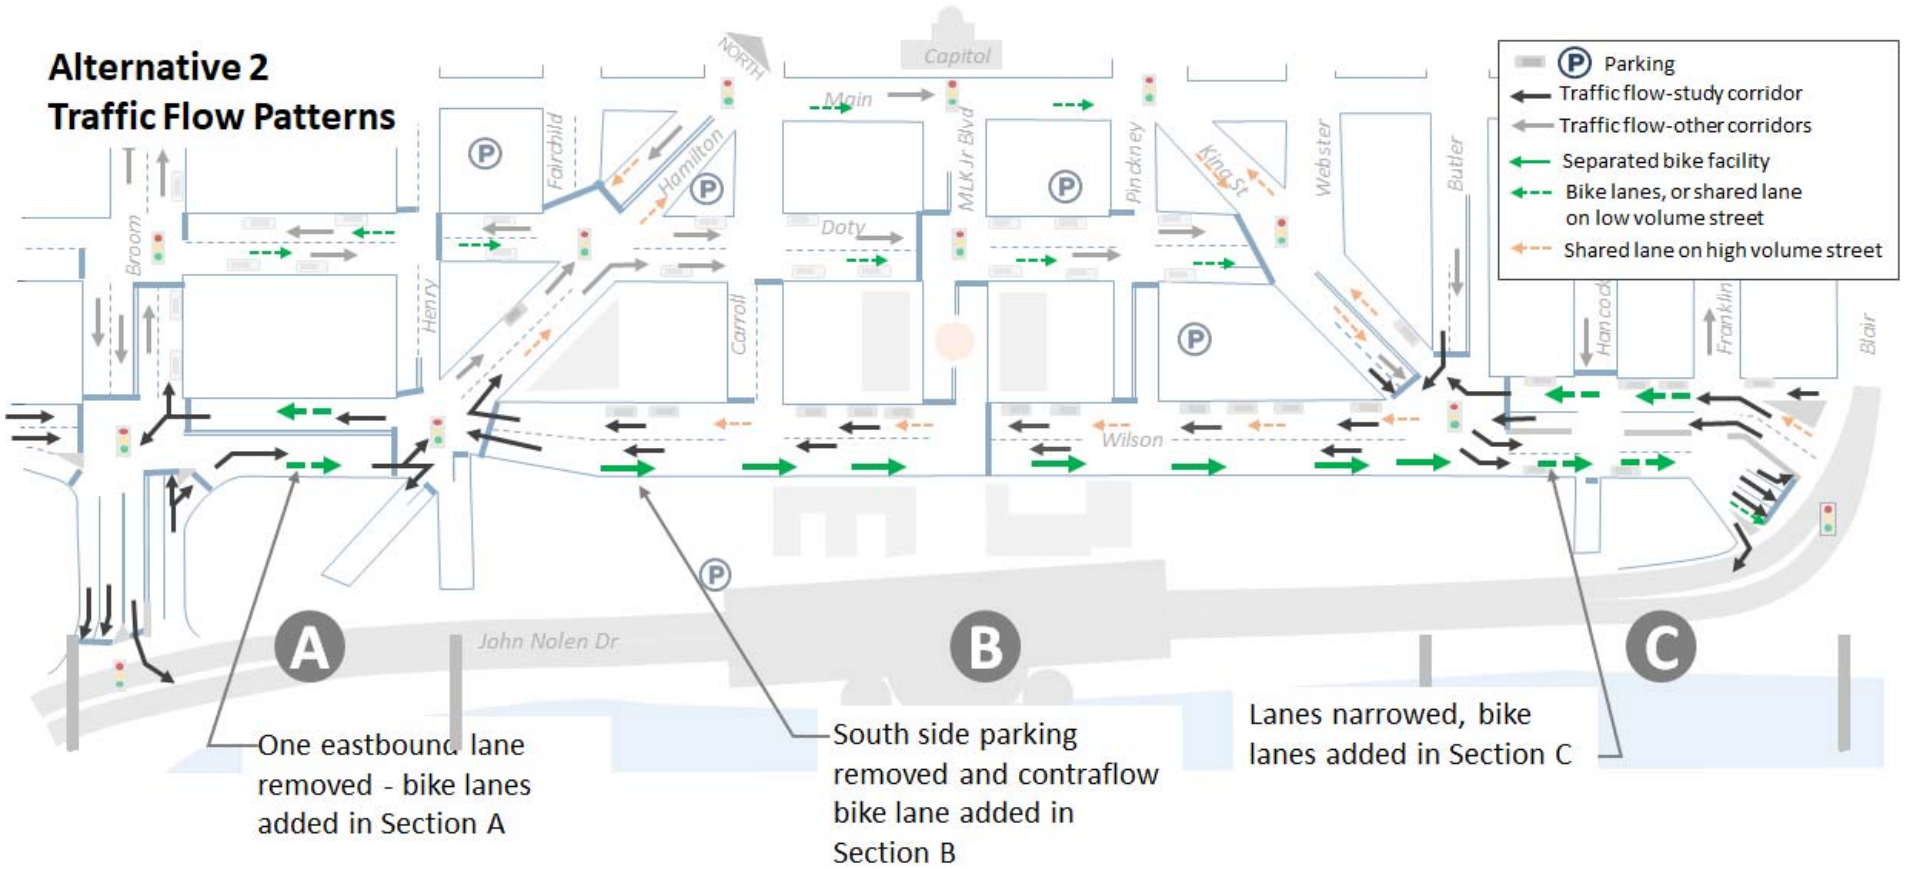 Alternative 2
Traffic Flow Patterns
NORTH
Capitol
Main
P
Parking
Traffic flow-study corridor
Traffic flow-other corridors
Separated bike facility
Bike lanes, or shared lane
on low volume street
Shared lane on high volume street
P
Fairchild
Hamilton
P
MLK Jr Blvd
P
Pinckney
King St
Webster
Butler
Broom
Doty
Henry
Carroll
P
Hancock
Franklin
Blair
Wilson
P
A
B
C
John Nolen Dr
One eastbound lane
removed - bike lanes
added in Section A
South side parking
removed and contraflow
bike lane added in
Section B
Lanes narrowed, bike
lanes added in Section C